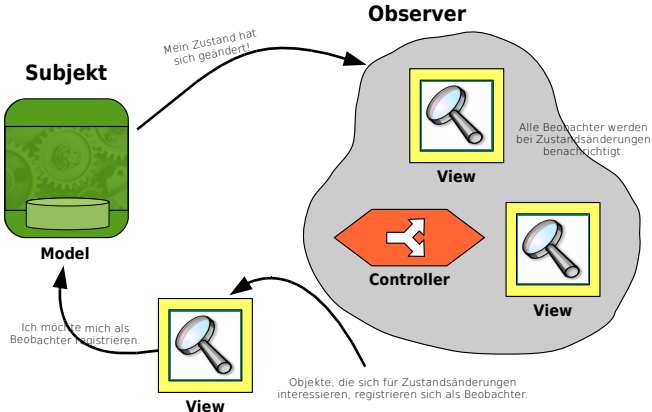 Observer
Mein Zustand hat
sich geändert!
Subjekt
Alle Beobachter werden
bei Zustandsänderungen
benachrichtigt.
View
Model
Controller
View
Ich möchte mich als
Beobachter registrieren.
Objekte, die sich für Zustandsänderungen
interessieren, registrieren sich als Beobachter.
View